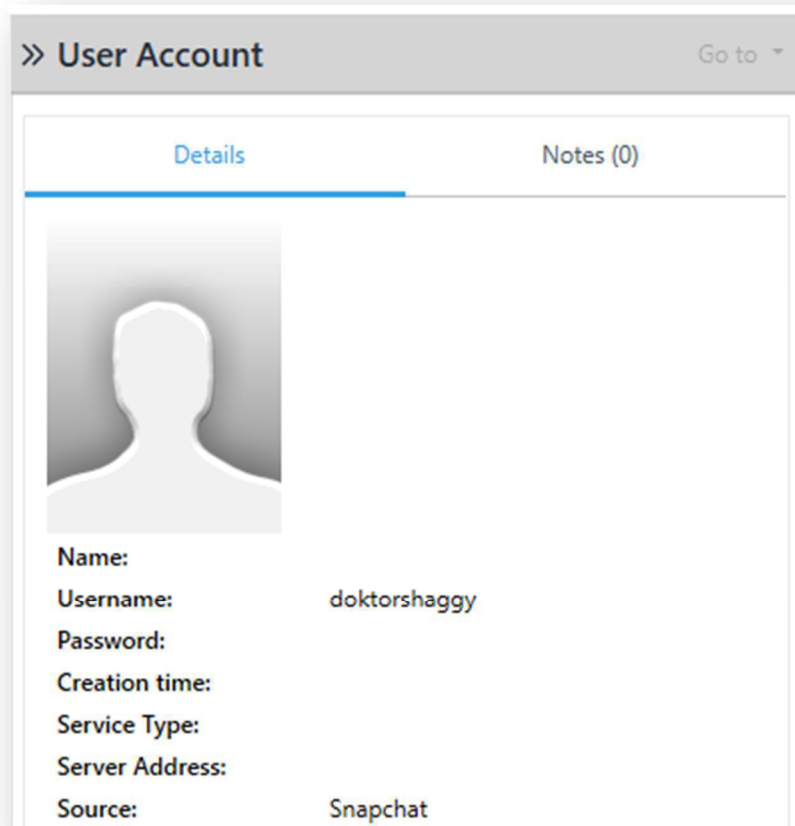 » User Account Go to
Details Notes (0)
Name:
Username: doktorshaggy
Password:
Creation time:
Service Type:
Server Address:
Source: Snapchat